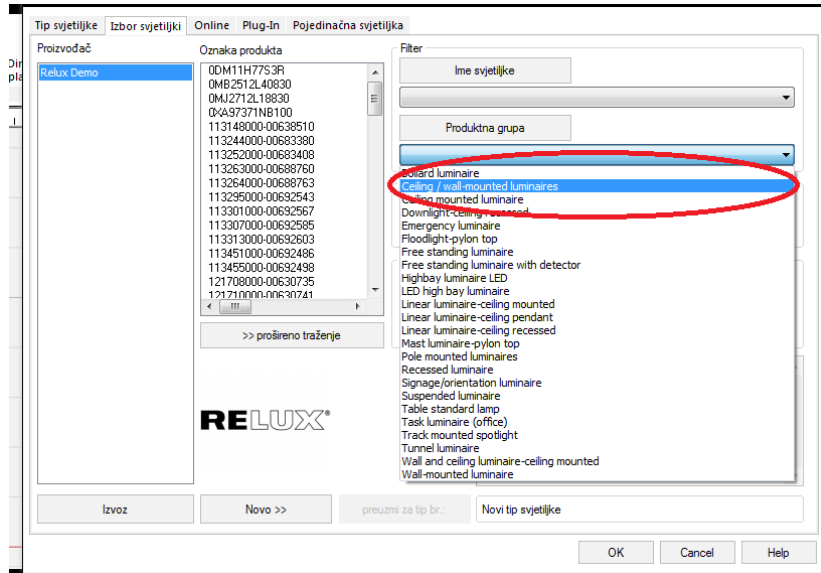 Tip svjetiljke Izbor svjetiljki Online Plug-In Pojedinačna svjetiljka
Proizvođač
Relux Demo
Oznaka produkta
0DM11H77S3R
0MB2512L40830
0MJ2712L18830
0XA97371NB100
113148000-00638510
113244000-00683380
113252000-00683408
113263000-00688760
113264000-00688763
113295000-00692543
113301000-00692567
113307000-00692585
113313000-00692603
113451000-00692486
113455000-00692498
121708000-00630735
121710000-00630741
>> prošireno traženje
RELUX
Filter
Ime svjetiljke
Produktna grupa
Bollard luminaire
Ceiling / wall-mounted luminaires
Ceiling mounted luminaire
Downlight-ceiling recessed
Emergency luminaire
Floodlight-pylon top
Free standing luminaire
Free standing luminaire with detector
Highbay luminaire LED
LED high bay luminaire
Linear luminaire-ceiling mounted
Linear luminaire-ceiling pendant
Linear luminaire-ceiling recessed
Mast luminaire-pylon top
Pole mounted luminaires
Recessed luminaire
Signage/orientation luminaire
Suspended luminaire
Table standard lamp
Task luminaire (office)
Track mounted spotlight
Tunnel luminaire
Wall and ceiling luminaire-ceiling mounted
Wall-mounted luminaire
Izvoz
Novo >>
preuzmi za tip br.:
Novi tip svjetiljke
OK
Cancel
Help